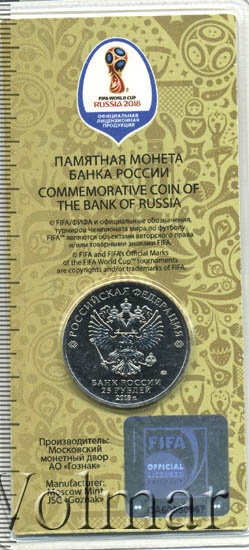 FIFA WORLD CUP
RUSSIA 2018
ОФИЦИАЛЬНАЯ
ЛИЦЕНЗИОННАЯ
ПРОДУКЦИЯ
ПАМЯТНАЯ МОНЕТА
БАНКА РОССИИ
COMMEMORATIVE COIN OF
THE BANK OF RUSSIA
© FIFA/ФИФА и официальные обозначения,
турниров Чемпионата мира по футболу
FIFA™ являются объектами авторского права
и/или товарными знаками FIFA.
© FIFA and FIFA's Official Marks
of the FIFA World Cup™ tournaments
are copyrights and/or trademarks of FIFA.
РОССИЙСКАЯ ФЕДЕРАЦИЯ
БАНК РОССИИ
25 РУБЛЕЙ
2018 г.
Производитель:
Московский
монетный двор
АО «Гознак»
Manufacturer:
Moscow Mint
JSC «Goznak»
FIFA
OFFICIAL
LICENSED
Volmar